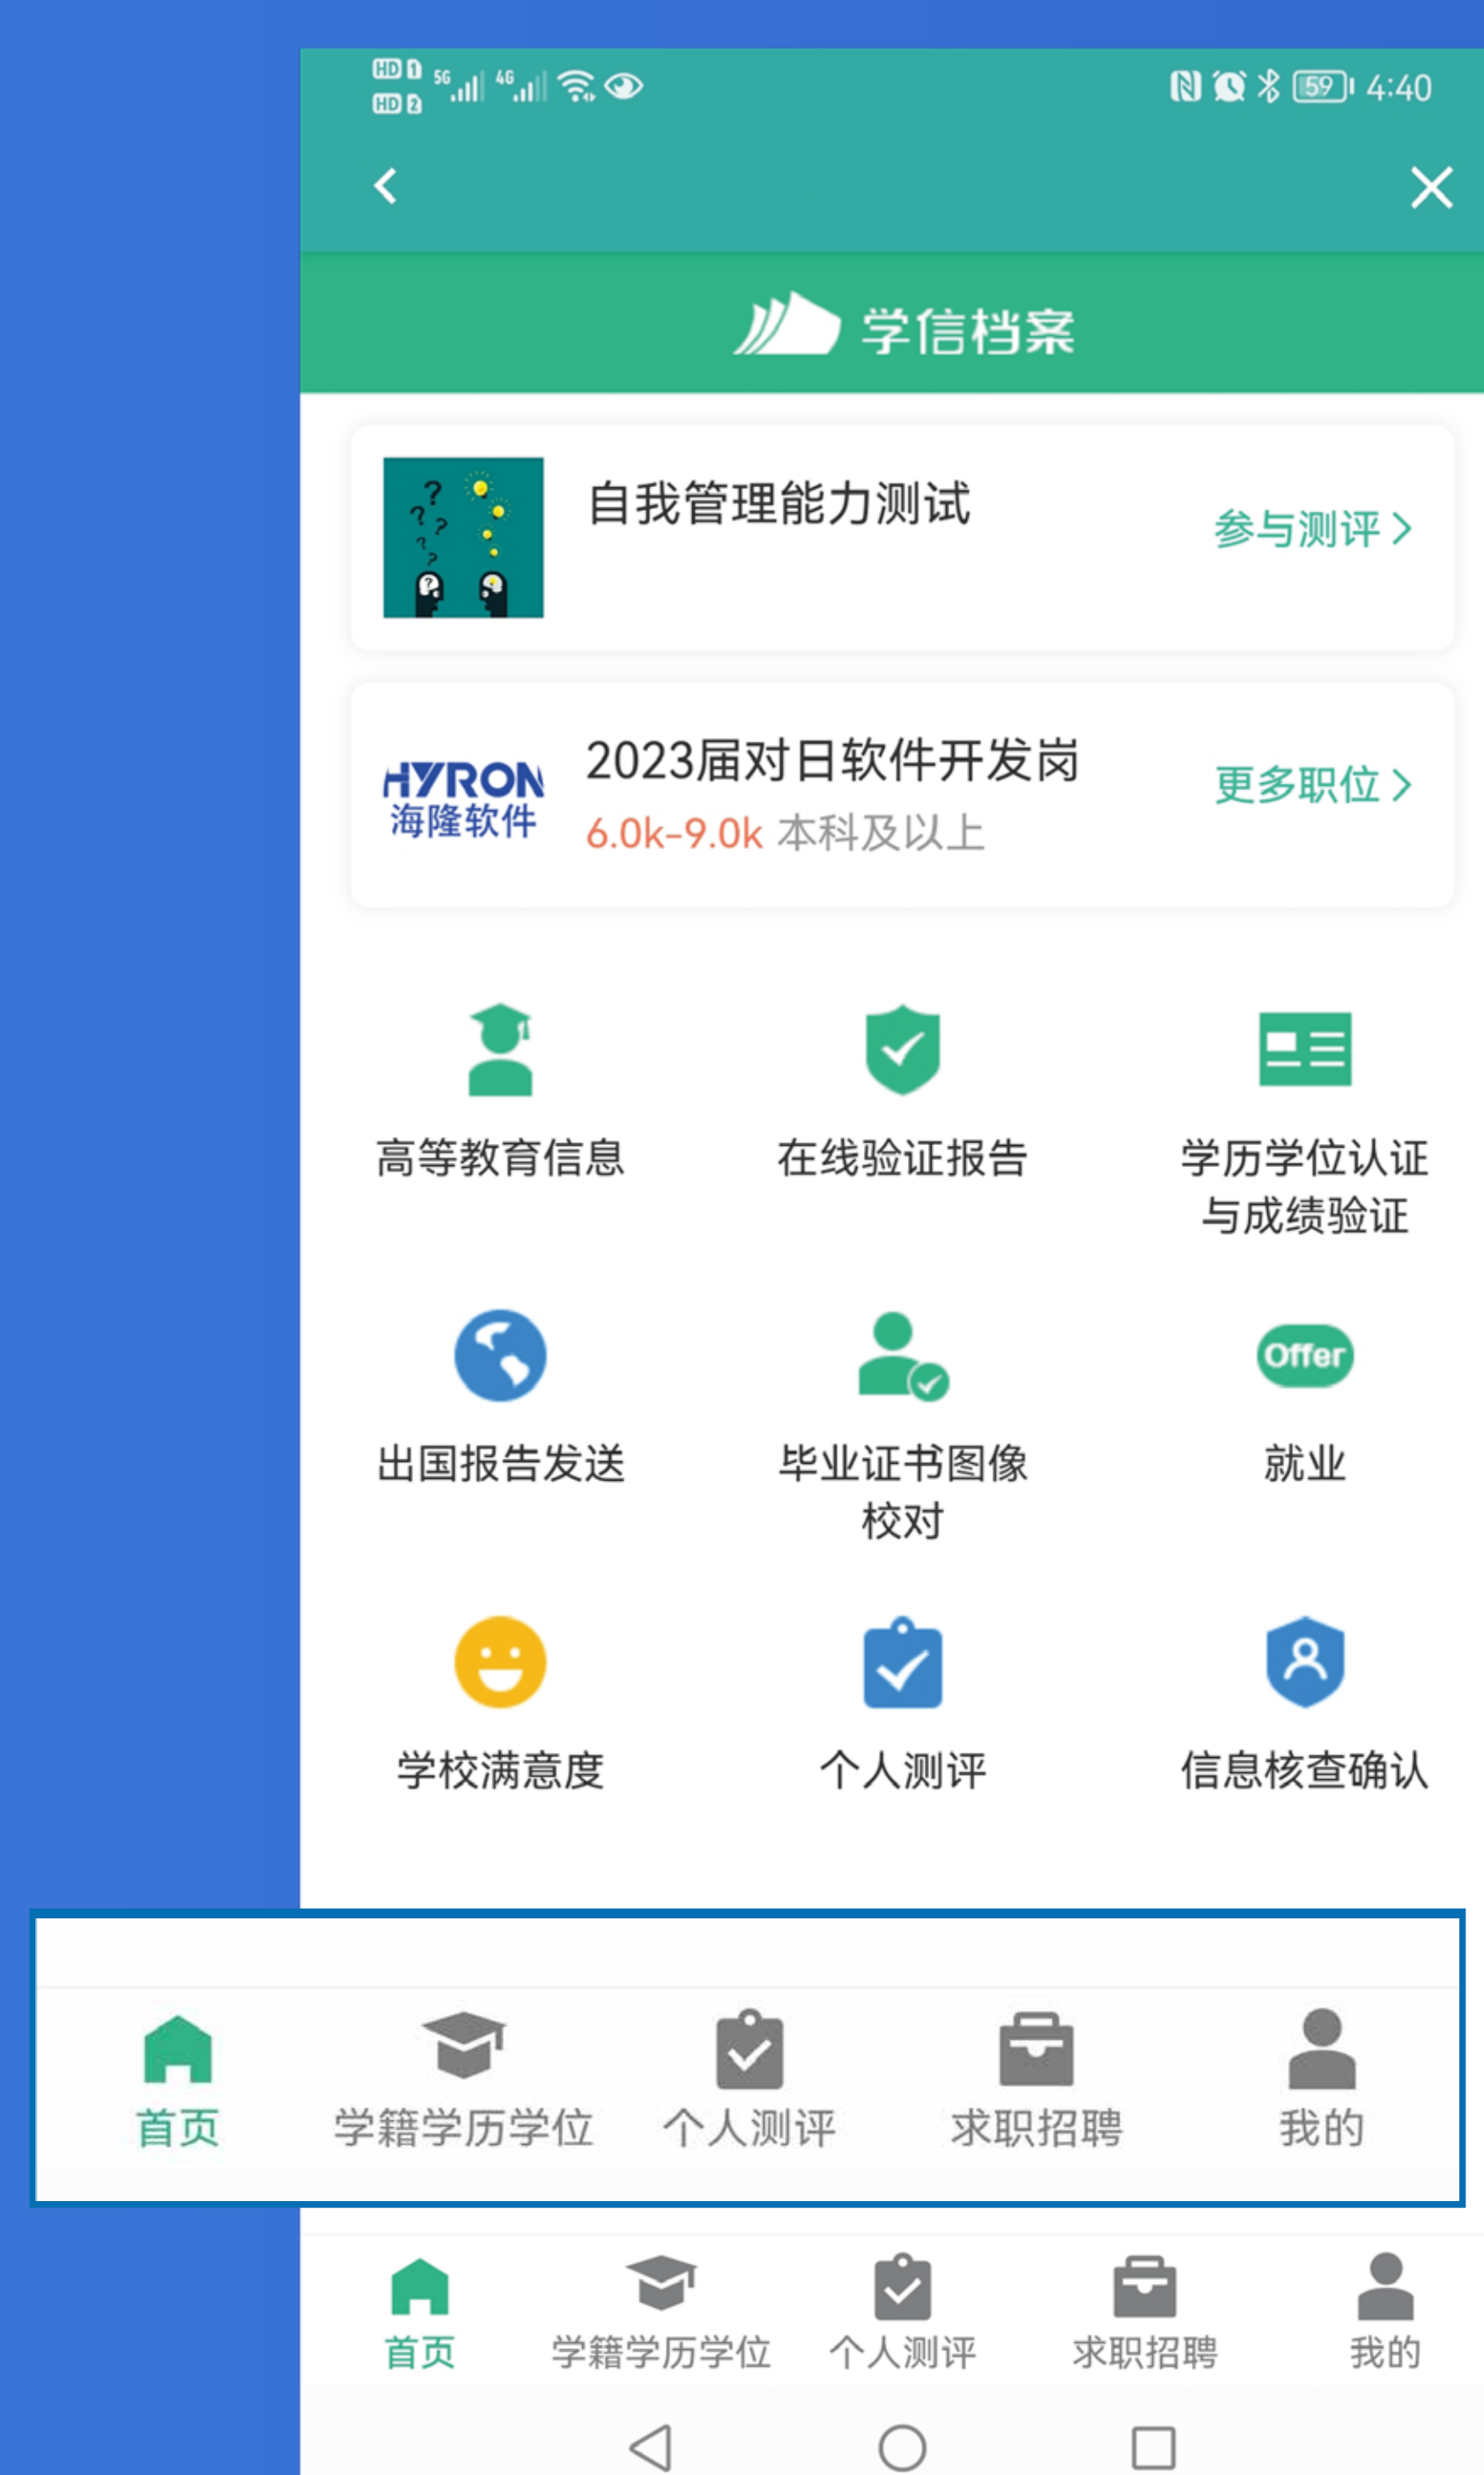 HD 1
HD 2
5G
4G
59
4:40
学信档案
自我管理能力测试
参与测评
HYRON
海隆软件
2023届对日软件开发岗
6.0k-9.0k 本科及以上
更多职位
高等教育信息
在线验证报告
学历学位认证
与成绩验证
出国报告发送
毕业证书图像
校对
Offer
就业
学校满意度
个人测评
信息核查确认
首页
学籍学历学位
个人测评
求职招聘
我的
首页
学籍学历学位
个人测评
求职招聘
我的